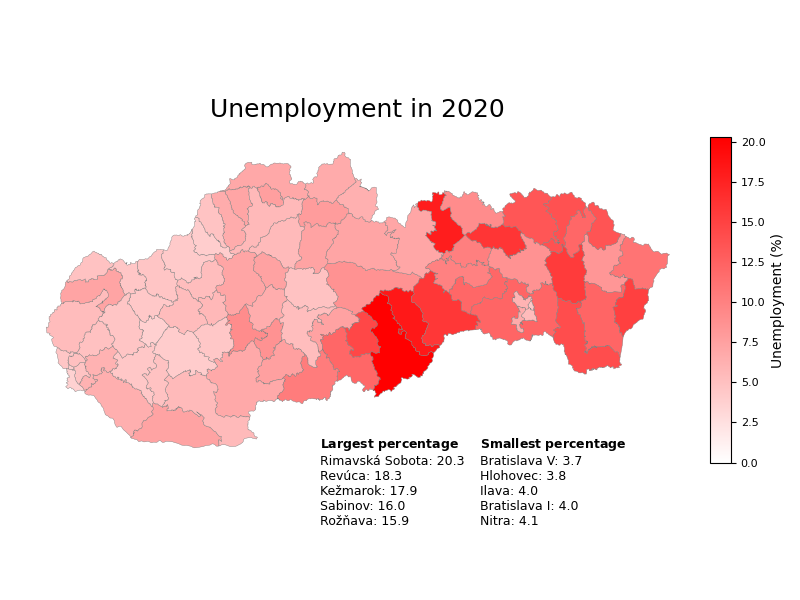 Unemployment in 2020
20.0
17.5
15.0
12.5
10.0
7.5
5.0
2.5
0.0
Unemployment (%)
Largest percentage
Rimavská Sobota: 20.3
Revúca: 18.3
Kežmarok: 17.9
Sabinov: 16.0
Rožňava: 15.9
Smallest percentage
Bratislava V: 3.7
Hlohovec: 3.8
Ilava: 4.0
Bratislava I: 4.0
Nitra: 4.1